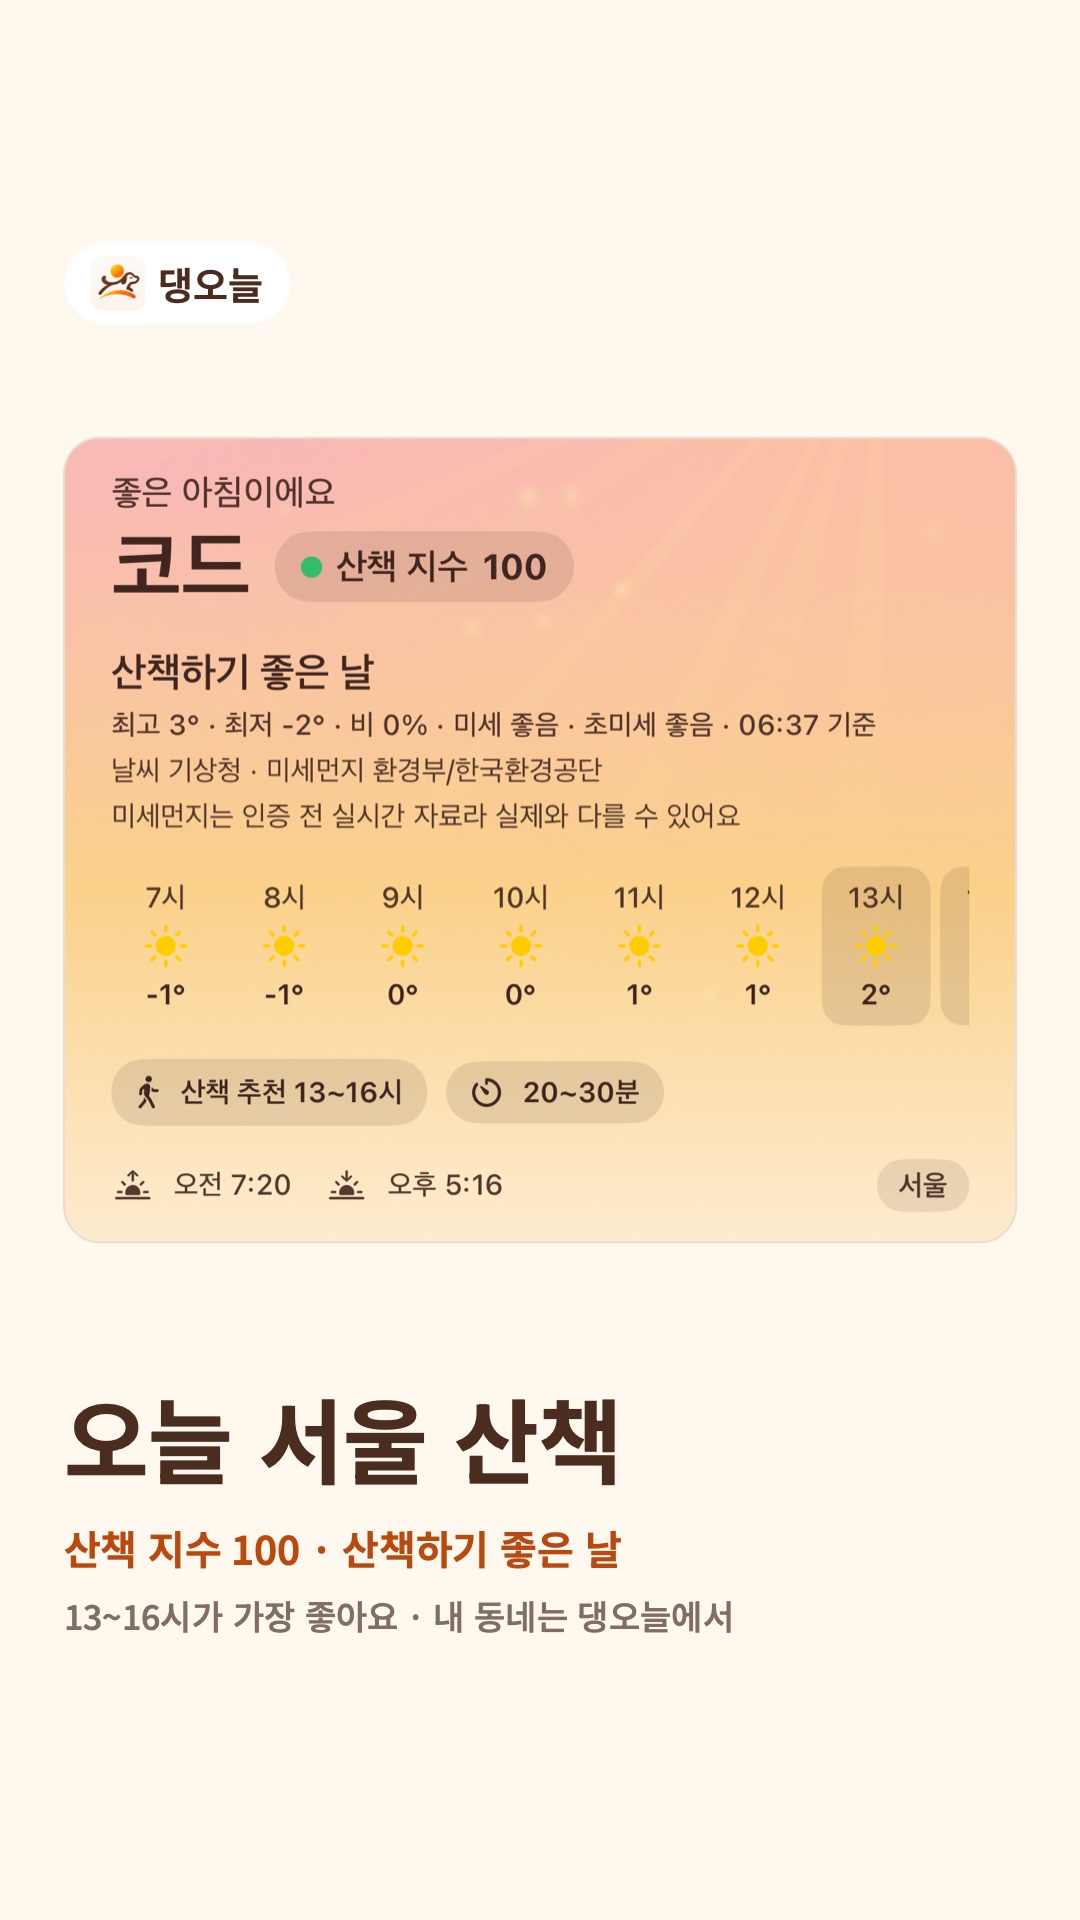 댕오늘
좋은 아침이에요
코드 산책 지수 100
산책하기 좋은 날
최고 3° · 최저 -2° · 비 0% · 미세 좋음 · 초미세 좋음 · 06:37 기준
날씨 기상청 · 미세먼지 환경부/한국환경공단
미세먼지는 인증 전 실시간 자료라 실제와 다를 수 있어요
7시 8시 9시 10시 11시 12시 13시
-1° -1° 0° 0° 1° 1° 2°
산책 추천 13~16시 20~30분
오전 7:20 오후 5:16 서울
오늘 서울 산책
산책 지수 100 · 산책하기 좋은 날
13~16시가 가장 좋아요 · 내 동네는 댕오늘에서